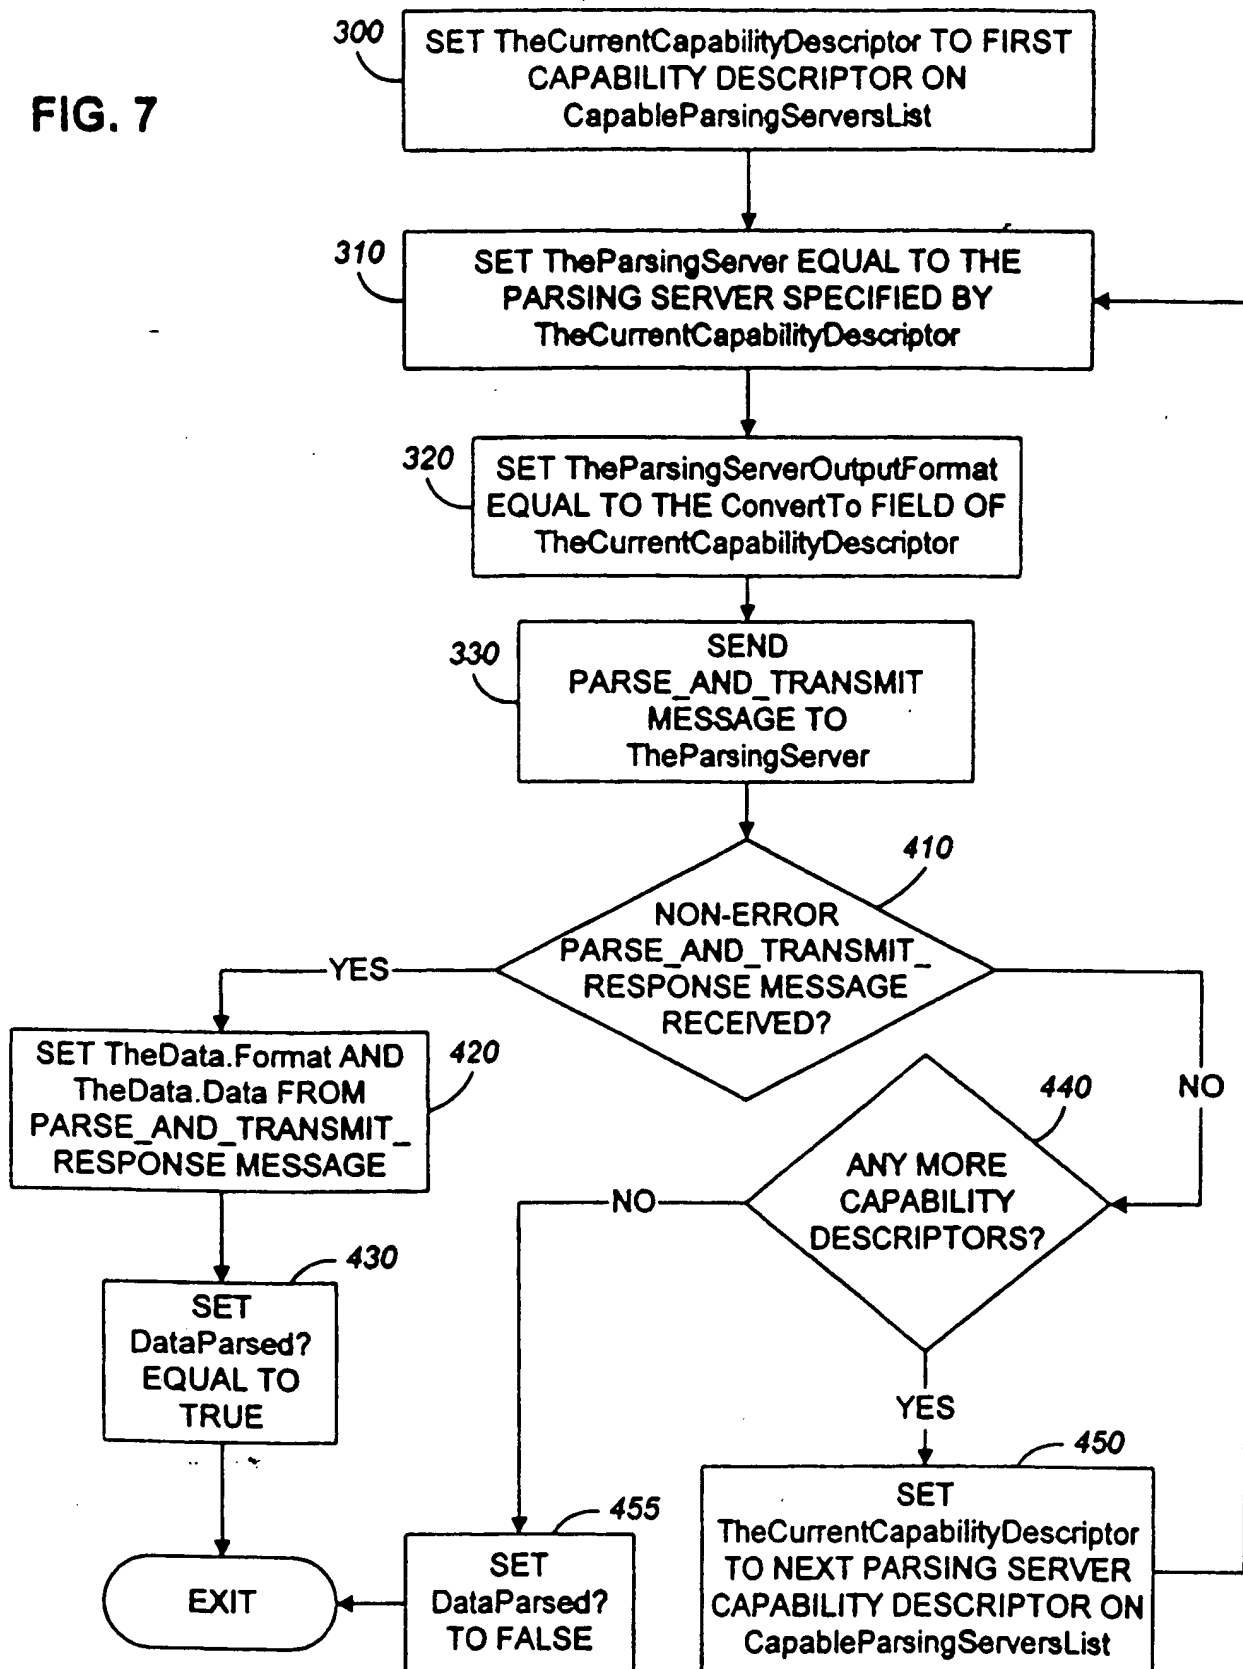 FIG. 7
300
SET TheCurrentCapabilityDescriptor TO FIRST
CAPABILITY DESCRIPTOR ON
CapableParsingServersList
310
SET TheParsingServer EQUAL TO THE
PARSING SERVER SPECIFIED BY
TheCurrentCapabilityDescriptor
320
SET TheParsingServerOutputFormat
EQUAL TO THE ConvertTo FIELD OF
TheCurrentCapabilityDescriptor
330
SEND
PARSE_AND_TRANSMIT
MESSAGE TO
TheParsingServer
410
NON-ERROR
PARSE_AND_TRANSMIT_
RESPONSE MESSAGE
RECEIVED?
YES
NO
420
SET TheData.Format AND
TheData.Data FROM
PARSE_AND_TRANSMIT_
RESPONSE MESSAGE
430
SET
DataParsed?
EQUAL TO
TRUE
440
ANY MORE
CAPABILITY
DESCRIPTORS?
NO
YES
450
SET
TheCurrentCapabilityDescriptor
TO NEXT PARSING SERVER
CAPABILITY DESCRIPTOR ON
CapableParsingServersList
455
SET
DataParsed?
TO FALSE
EXIT